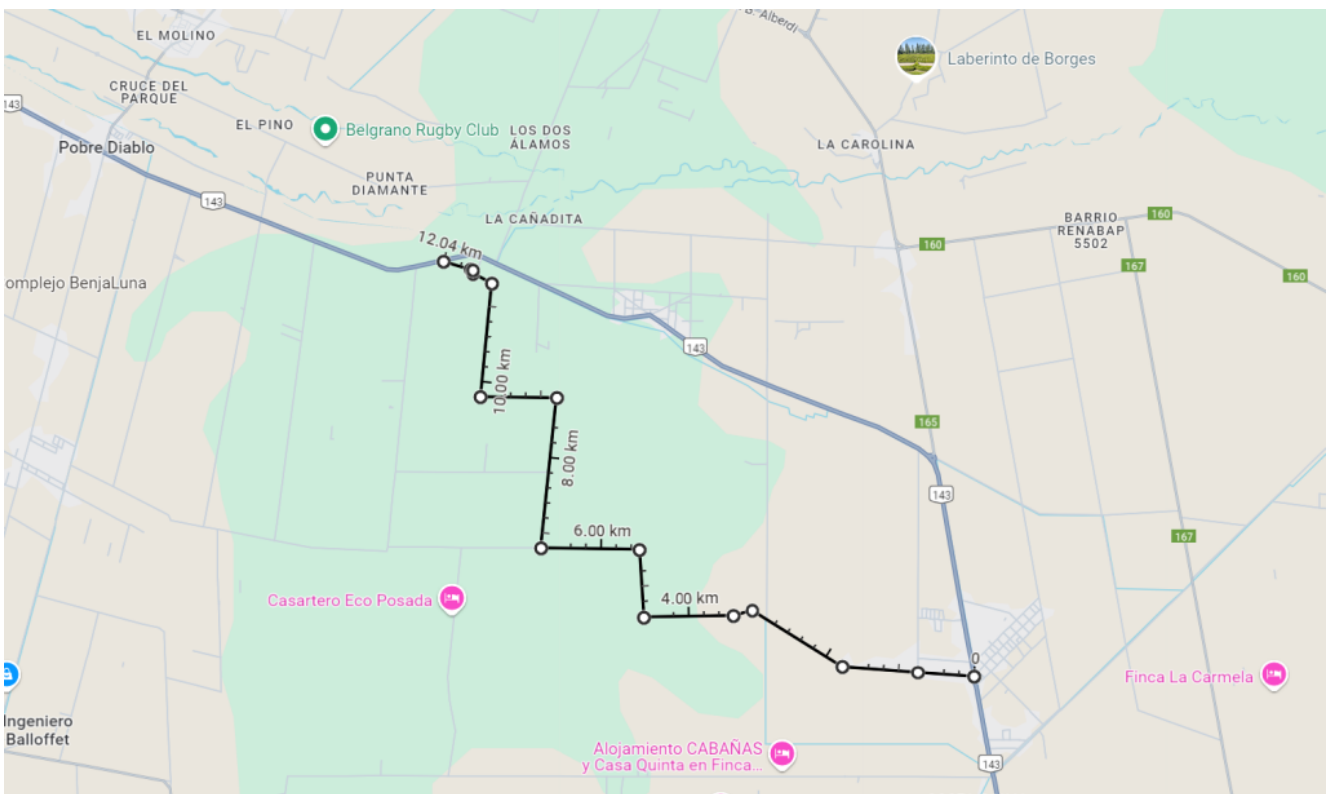 EL MOLINO
B. Alberdi
Laberinto de Borges
143
CRUCE DEL
PARQUE
EL PINO
Belgrano Rugby Club
LOS DOS
ÁLAMOS
Pobre Diablo
LA CAROLINA
PUNTA
DIAMANTE
143
LA CAÑADITA
BARRIO
RENABAP
5502
160
160
12.04 km
167
160
omplejo BenjaLuna
143
10.00 km
165
8.00 km
143
6.00 km
167
Casartero Eco Posada
4.00 km
0
Finca La Carmela
Ingeniero
Balloffet
Alojamiento CABAÑAS
y Casa Quinta en Finca...
143